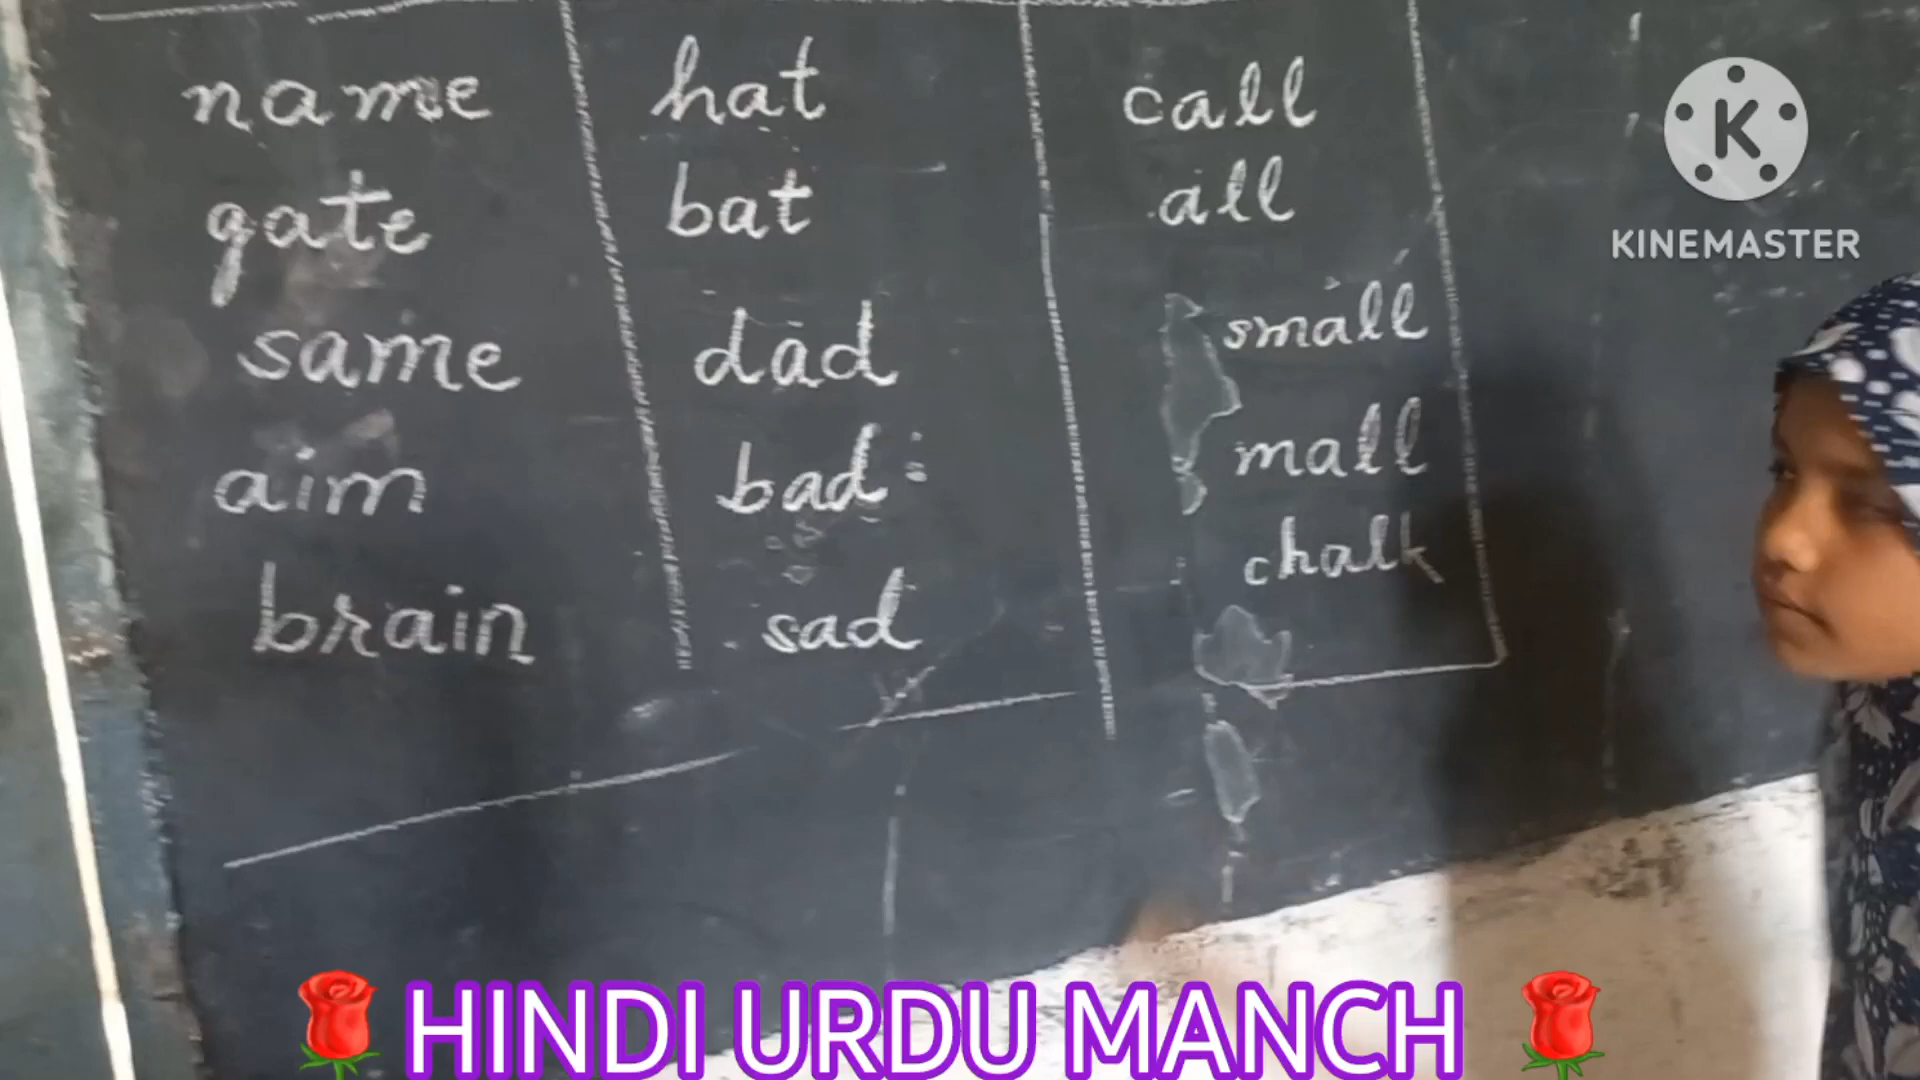 name hat call
gate bat all
same dad small
aim bad mall
brain sad chalk
K
KINEMASTER
HINDI URDU MANCH